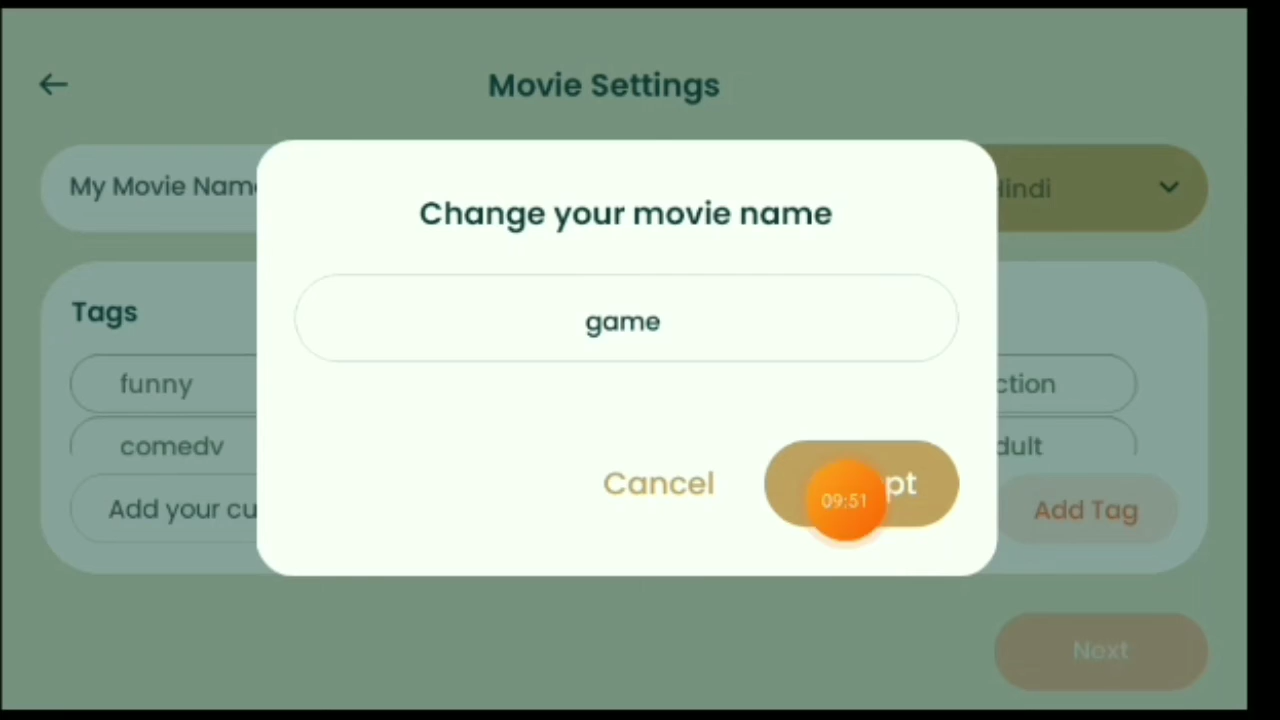 Movie Settings
My Movie Nam
Hindi
Change your movie name
Tags
game
funny
ction
comedy
dult
Cancel
09:51
pt
Add your cu
Add Tag
Next